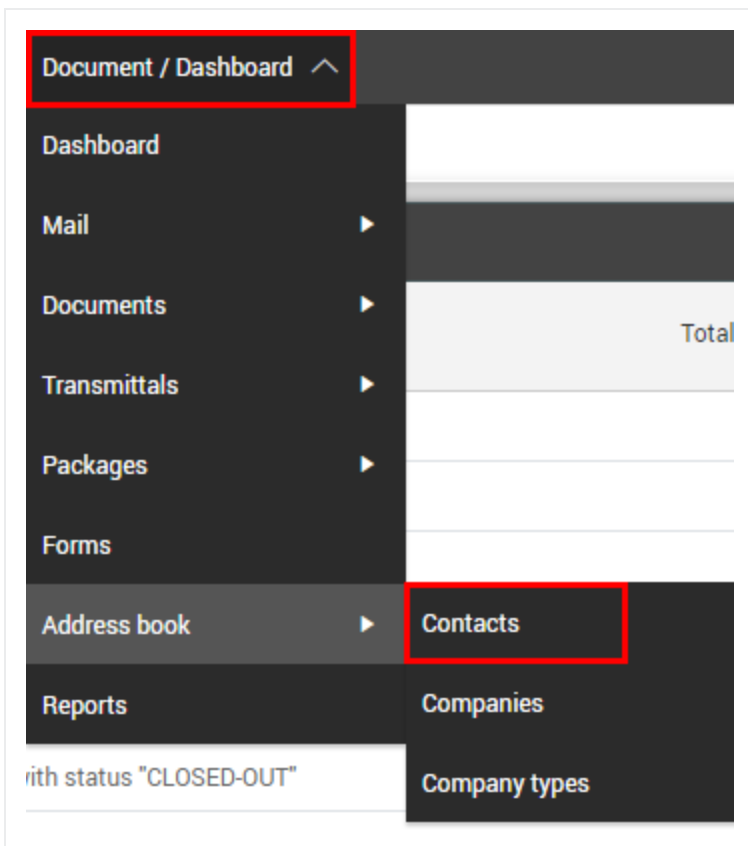 Document / Dashboard
Dashboard
Mail
Documents
Total
Transmittals
Packages
Forms
Address book
Contacts
Reports
Companies
with status "CLOSED-OUT"
Company types